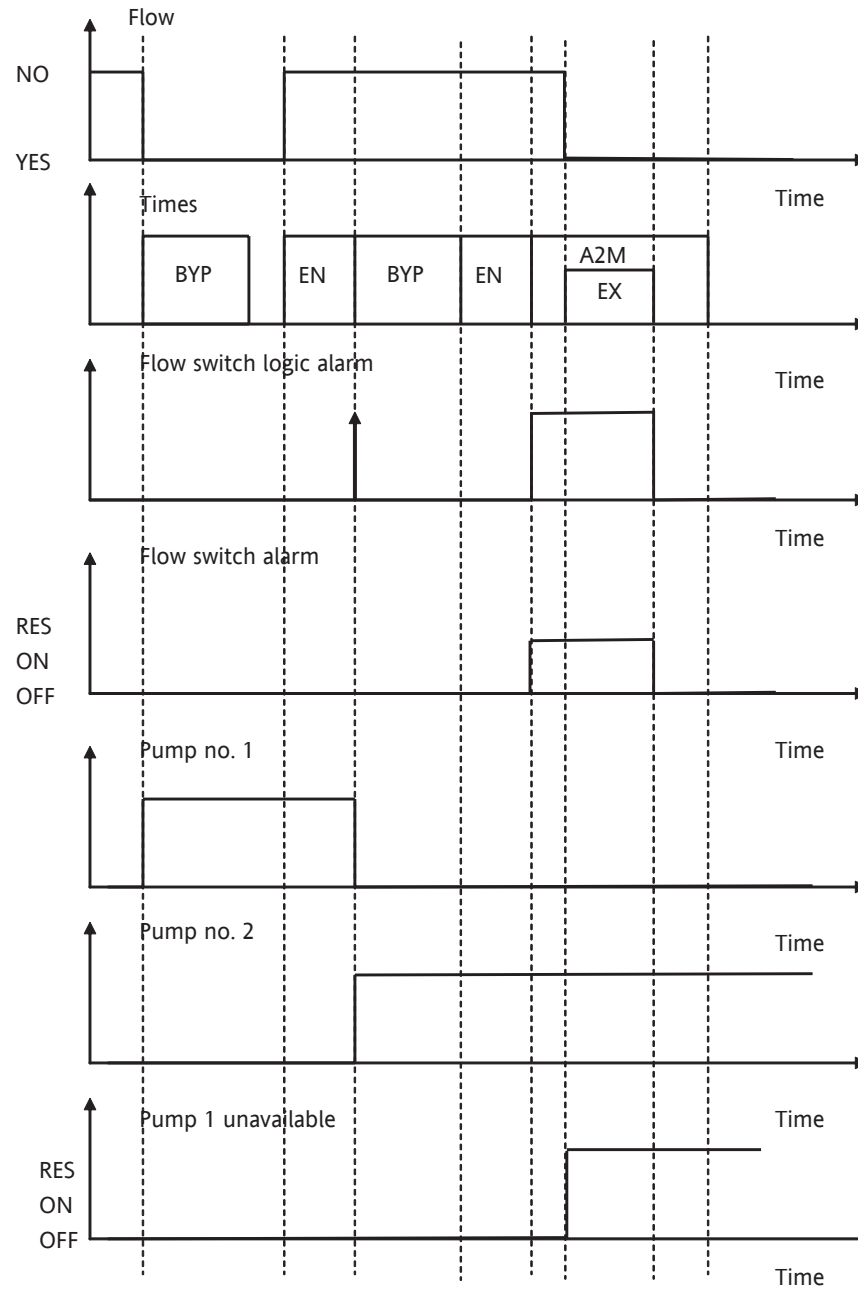 Flow
NO
YES
Time
Times
BYP
EN
BYP
EN
A2M
EX
Flow switch logic alarm
Time
Time
Flow switch alarm
RES
ON
OFF
Pump no. 1
Time
Pump no. 2
Time
Pump 1 unavailable
Time
RES
ON
OFF
Time